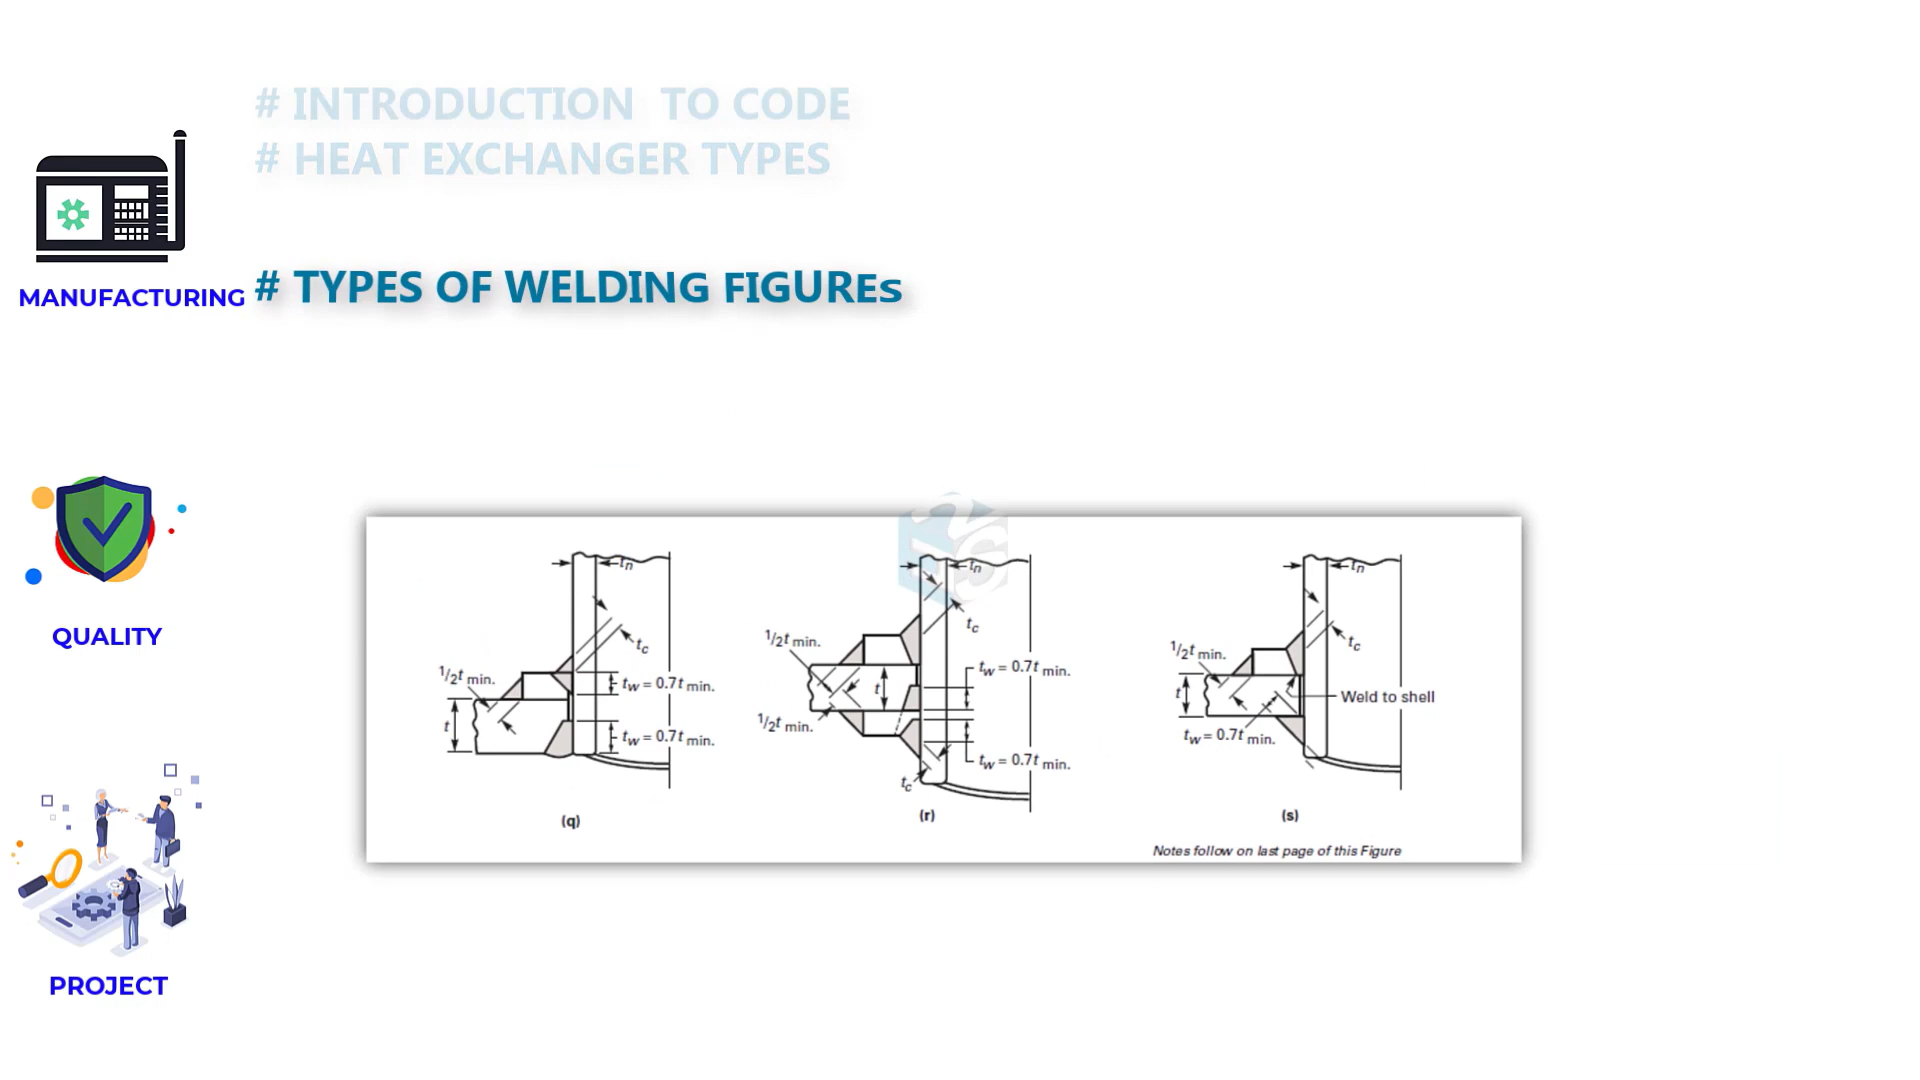 # INTRODUCTION TO CODE
# HEAT EXCHANGER TYPES
MANUFACTURING
# TYPES OF WELDING FIGUREs
QUALITY
PROJECT
tn
tc
1/2t min.
t
tw = 0.7t min.
tw = 0.7t min.
(q)
tn
tc
1/2t min.
t
1/2t min.
tw = 0.7t min.
tw = 0.7t min.
tc
(r)
tn
tc
1/2t min.
t
Weld to shell
tw = 0.7t min.
(s)
Notes follow on last page of this Figure